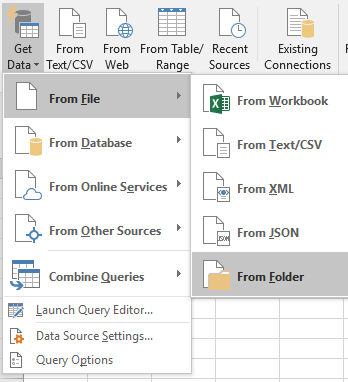 Get Data
From Text/CSV
From Web
From Table/ Range
Recent Sources
Existing Connections
From File
From Database
From Online Services
From Other Sources
Combine Queries
Launch Query Editor...
Data Source Settings...
Query Options
From Workbook
From Text/CSV
From XML
From JSON
JSON
From Folder